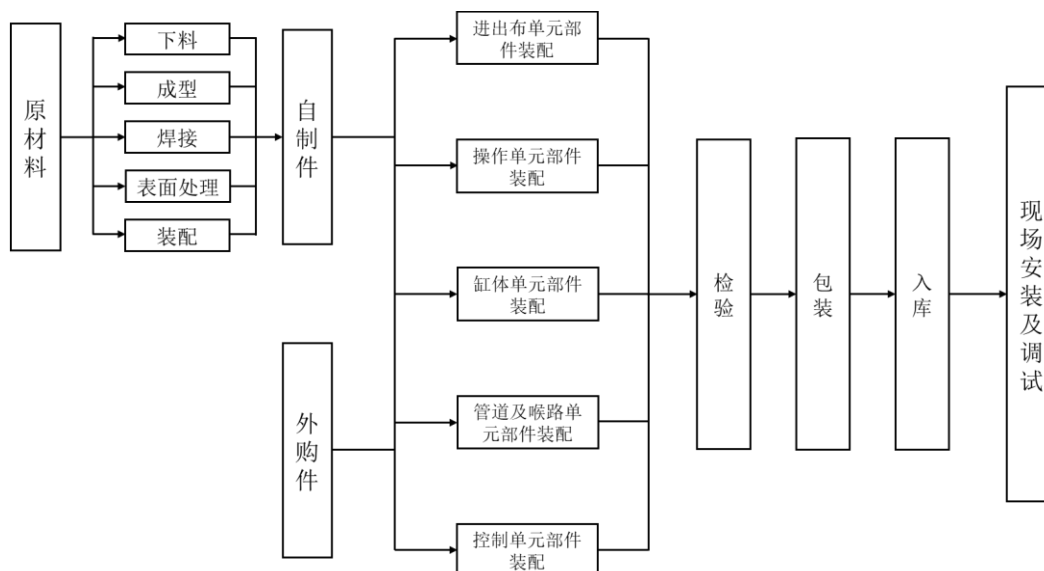 原材料
下料
成型
焊接
表面处理
装配
自制件
外购件
进出布单元部
件装配
操作单元部件
装配
缸体单元部件
装配
管道及喉路单
元部件装配
控制单元部件
装配
检验
包装
入库
现场安装及调试